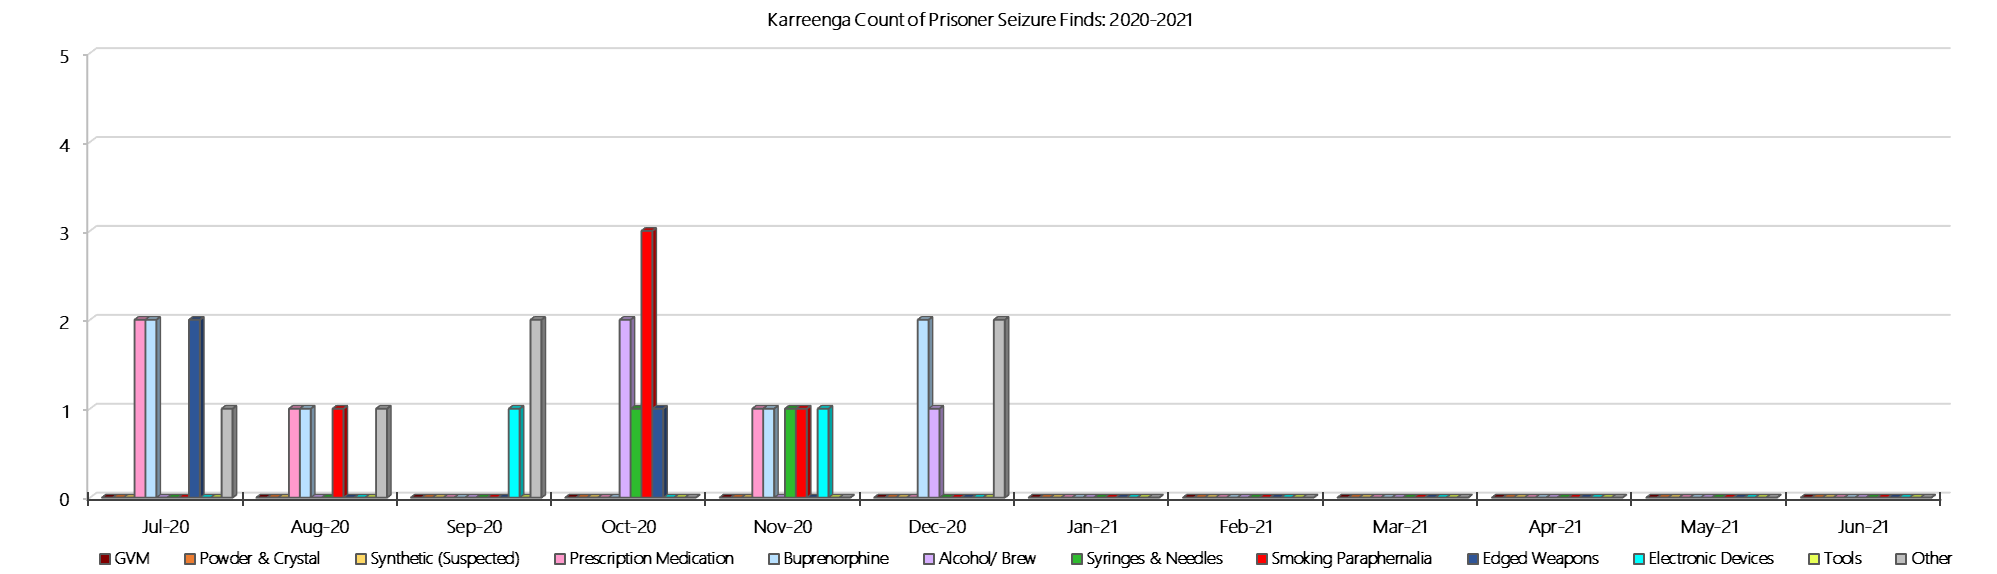 Karreenga Count of Prisoner Seizure Finds: 2020-2021
5
4
3
2
1
0
Jul-20 Aug-20 Sep-20 Oct-20 Nov-20 Dec-20 Jan-21 Feb-21 Mar-21 Apr-21 May-21 Jun-21
GVM Powder & Crystal Synthetic (Suspected) Prescription Medication Buprenorphine Alcohol/ Brew Syringes & Needles Smoking Paraphernalia Edged Weapons Electronic Devices Tools Other